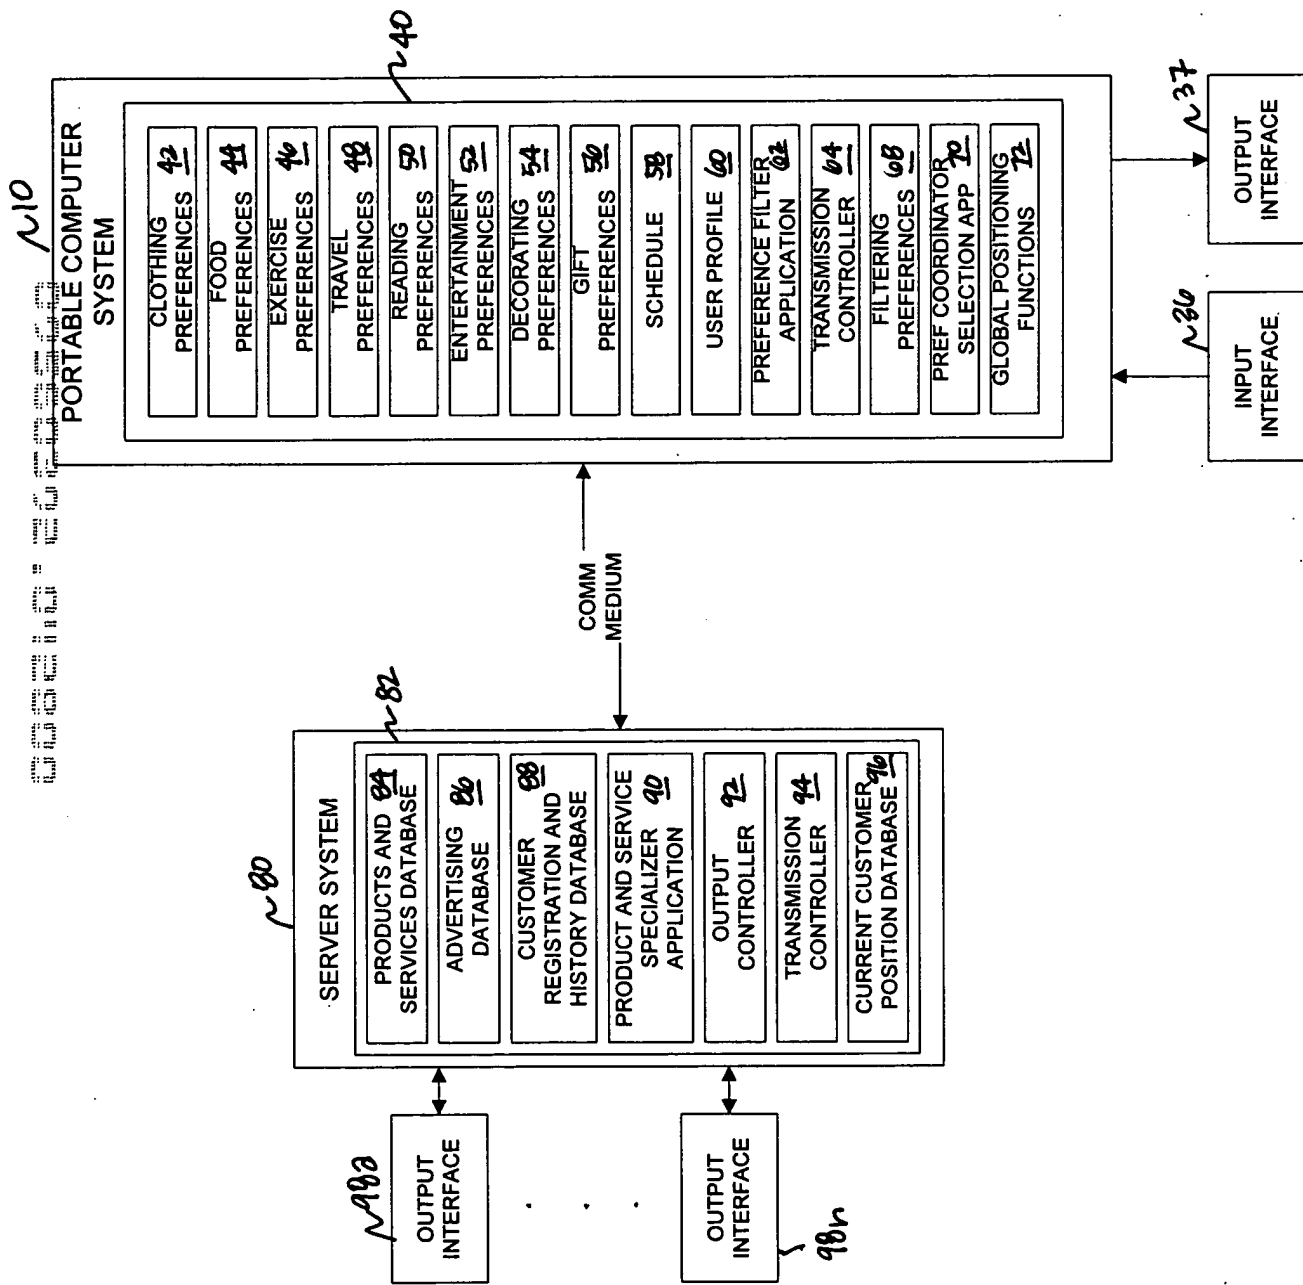 98n
OUTPUT
INTERFACE
. . .
98a
OUTPUT
INTERFACE
80
SERVER SYSTEM
82
PRODUCTS AND 84
SERVICES DATABASE
ADVERTISING 86
DATABASE
CUSTOMER 88
REGISTRATION AND
HISTORY DATABASE
PRODUCT AND SERVICE
SPECIALIZER 90
APPLICATION
OUTPUT 92
CONTROLLER
TRANSMISSION 94
CONTROLLER
CURRENT CUSTOMER 96
POSITION DATABASE
COMM
MEDIUM
10
PORTABLE COMPUTER
SYSTEM
40
CLOTHING 42
PREFERENCES
FOOD 44
PREFERENCES
EXERCISE 46
PREFERENCES
TRAVEL 48
PREFERENCES
READING 50
PREFERENCES
ENTERTAINMENT 52
PREFERENCES
DECORATING 54
PREFERENCES
GIFT 56
PREFERENCES
SCHEDULE 58
USER PROFILE 60
PREFERENCE FILTER 62
APPLICATION
TRANSMISSION 64
CONTROLLER
FILTERING 68
PREFERENCES
PREF COORDINATOR 70
SELECTION APP
GLOBAL POSITIONING 72
FUNCTIONS
36
INPUT
INTERFACE
37
OUTPUT
INTERFACE